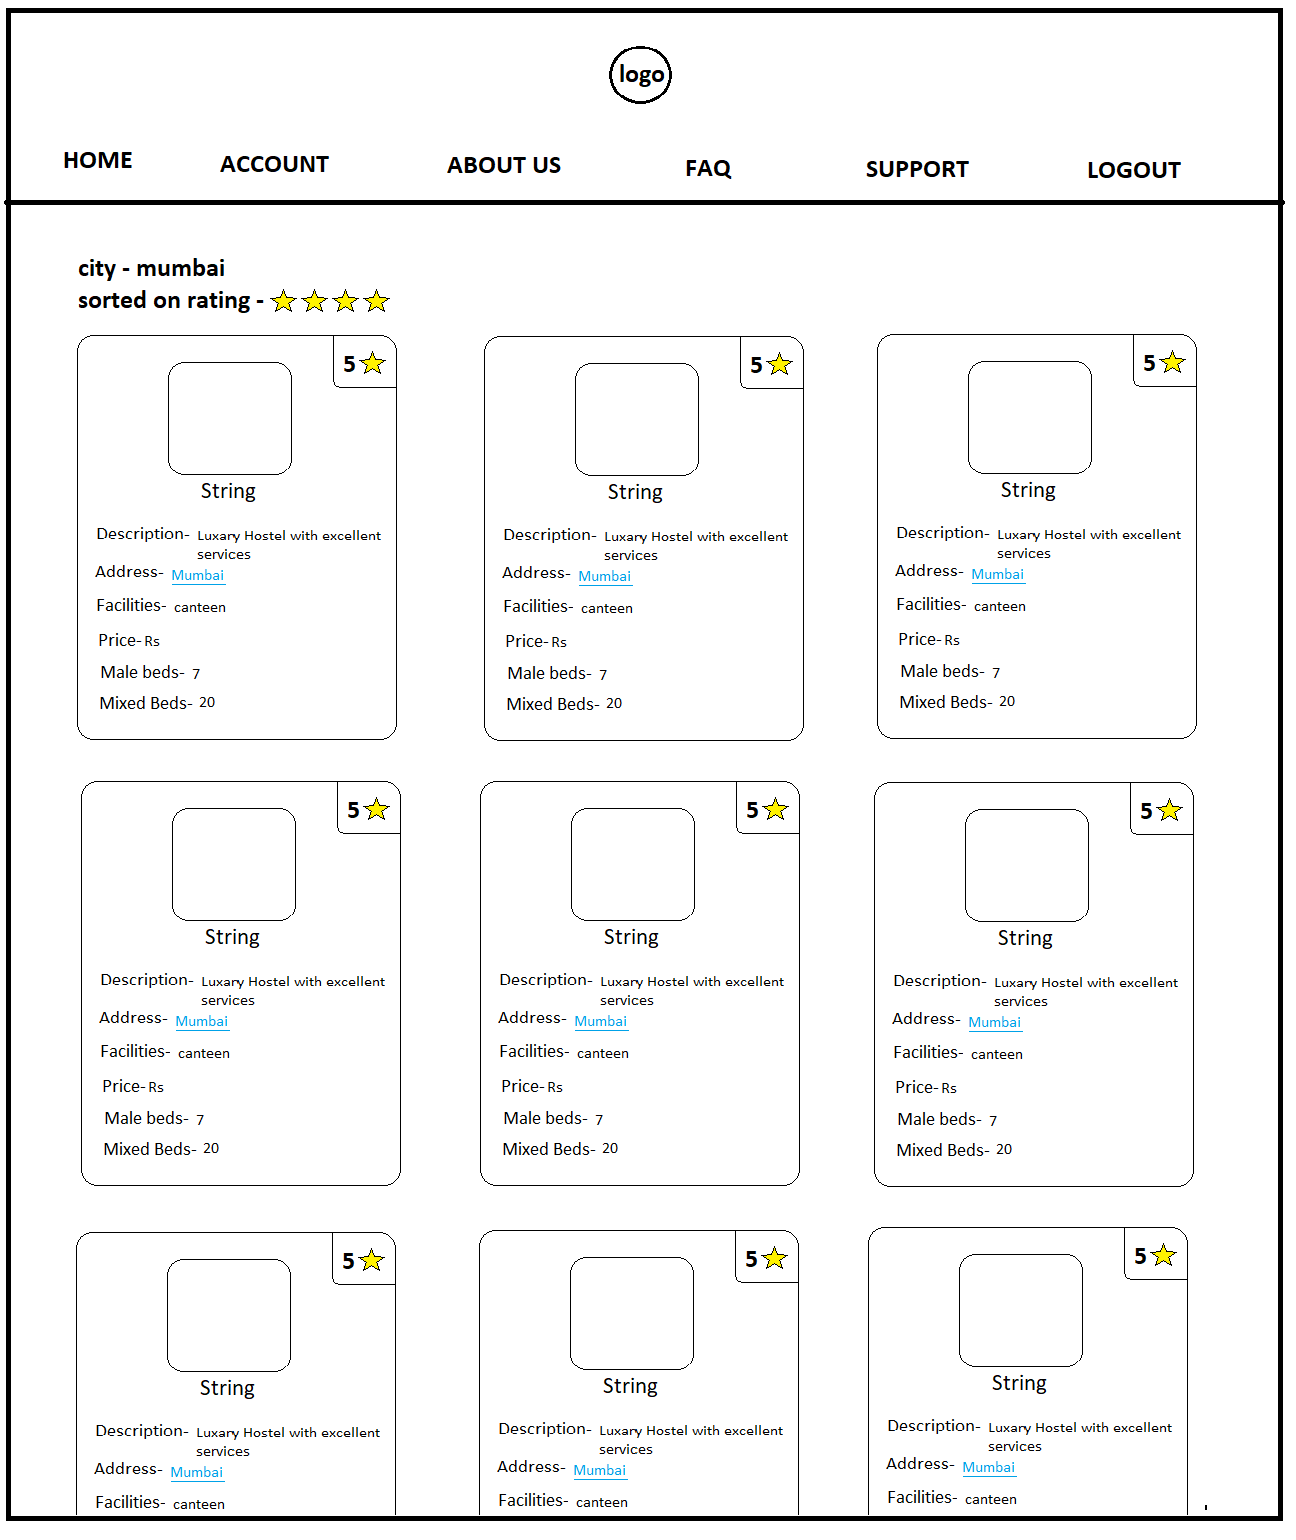 logo
HOME ACCOUNT ABOUT US FAQ SUPPORT LOGOUT
city - mumbai
sorted on rating -
5
String
Description- Luxary Hostel with excellent
services
Address- Mumbai
Facilities- canteen
Price- Rs
Male beds- 7
Mixed Beds- 20
5
String
Description- Luxary Hostel with excellent
services
Address- Mumbai
Facilities- canteen
Price- Rs
Male beds- 7
Mixed Beds- 20
5
String
Description- Luxary Hostel with excellent
services
Address- Mumbai
Facilities- canteen
Price- Rs
Male beds- 7
Mixed Beds- 20
5
String
Description- Luxary Hostel with excellent
services
Address- Mumbai
Facilities- canteen
Price- Rs
Male beds- 7
Mixed Beds- 20
5
String
Description- Luxary Hostel with excellent
services
Address- Mumbai
Facilities- canteen
Price- Rs
Male beds- 7
Mixed Beds- 20
5
String
Description- Luxary Hostel with excellent
services
Address- Mumbai
Facilities- canteen
Price- Rs
Male beds- 7
Mixed Beds- 20
5
String
Description- Luxary Hostel with excellent
services
Address- Mumbai
Facilities- canteen
5
String
Description- Luxary Hostel with excellent
services
Address- Mumbai
Facilities- canteen
5
String
Description- Luxary Hostel with excellent
services
Address- Mumbai
Facilities- canteen